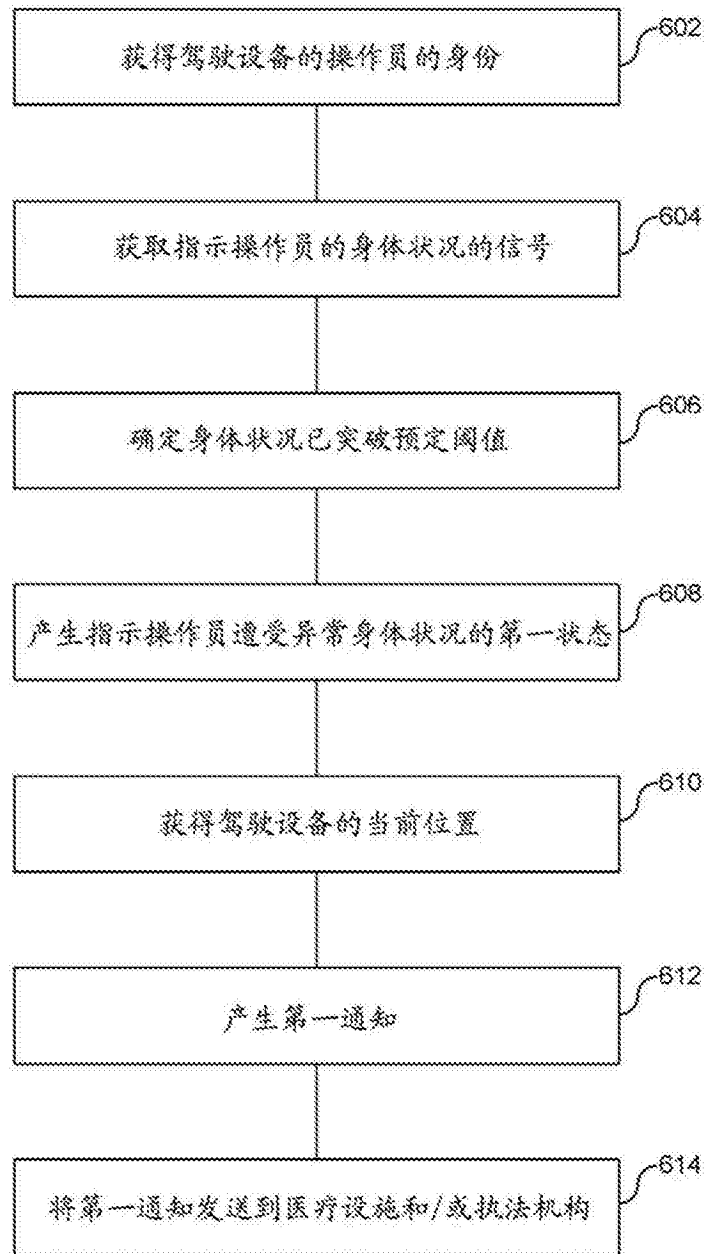 获得驾驶设备的操作员的身份
602
获取指示操作员的身体状况的信号
604
确定身体状况已突破预定阈值
606
产生指示操作员遭受异常身体状况的第一状态
608
获得驾驶设备的当前位置
610
产生第一通知
612
将第一通知发送到医疗设施和/或执法机构
614